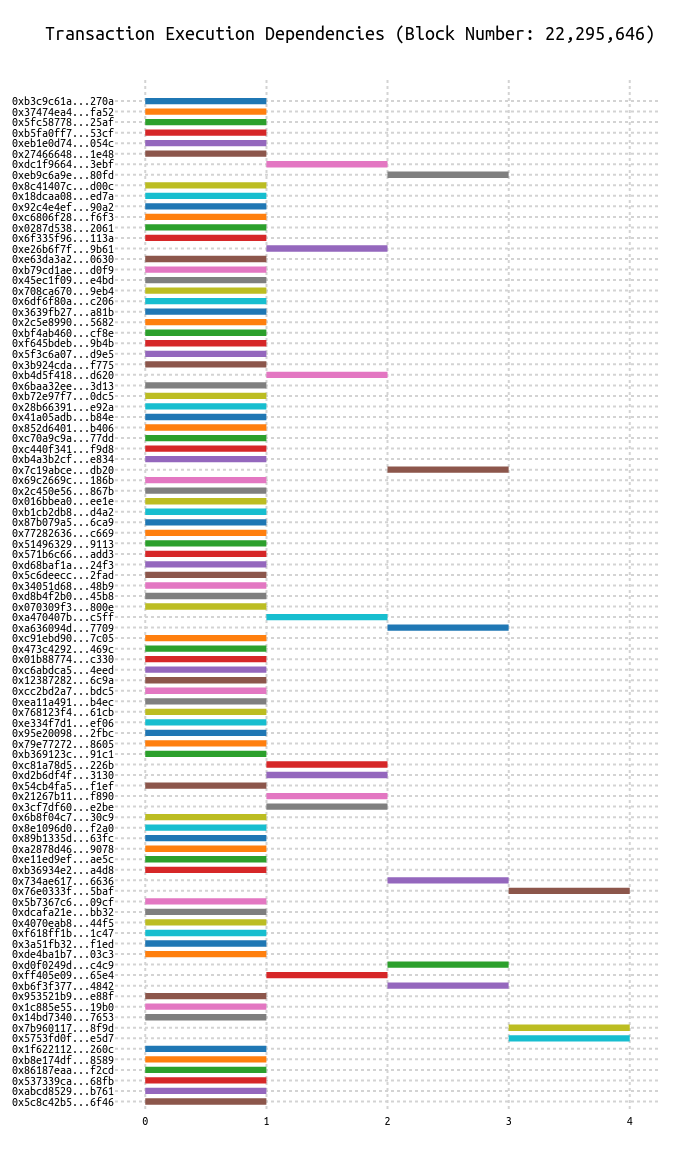 Transaction Execution Dependencies (Block Number: 22,295,646)
0xb3c9c61a...270a
0x37474ea4...fa52
0x5fc58778...25af
0xb5fa0ff7...53cf
0xeb1e0d74...054c
0x27466648...1e48
0xdc1f9664...3ebf
0xeb9c6a9e...80fd
0x8c41407c...d00c
0x18dcaa08...ed7a
0x92c4e4ef...90a2
0xc6806f28...f6f3
0x0287d538...2061
0x6f335f96...113a
0xe26b6f7f...9b61
0xe63da3a2...0630
0xb79cd1ae...d0f9
0x45ec1f09...e4bd
0x708ca670...9eb4
0x6df6f80a...c206
0x3639fb27...a81b
0x2c5e8990...5682
0xbf4ab460...cf8e
0xf645bdeb...9b4b
0x5f3c6a07...d9e5
0x3b924cda...f775
0xb4d5f418...d620
0x6baa32ee...3d13
0xb72e97f7...0dc5
0x28b66391...e92a
0x41a05adb...b84e
0x852d6401...b406
0xc70a9c9a...77dd
0xc440f341...f9d8
0xb4a3b2cf...e834
0x7c19abce...db20
0x69c2669c...186b
0x2c450e56...867b
0x016bbea0...ee1e
0xb1cb2db8...d4a2
0x87b079a5...6ca9
0x77282636...c669
0x51496329...9113
0x571b6c66...add3
0xd68baf1a...24f3
0x5c6deecc...2fad
0x34051d68...48b9
0xd8b4f2b0...45b8
0x070309f3...800e
0xa470407b...c5ff
0xa636094d...7709
0xc91ebd90...7c05
0x473c4292...469c
0x01b88774...c330
0xc6abdca5...4eed
0x12387282...6c9a
0xcc2bd2a7...bdc5
0xea11a491...b4ec
0x768123f4...61cb
0xe334f7d1...ef06
0x95e20098...2fbc
0x79e77272...8605
0xb369123c...91c1
0xc81a78d5...226b
0xd2b6df4f...3130
0x54cb4fa5...f1ef
0x21267b11...f890
0x3cf7df60...e2be
0x6b8f04c7...30c9
0x8e1096d0...f2a0
0x89b1335d...63fc
0xa2878d46...9078
0xe11ed9ef...ae5c
0xb36934e2...a4d8
0x734ae617...6636
0x76e0333f...5baf
0x5b7367c6...09cf
0xdcafa21e...bb32
0x4070eab8...44f5
0xf618ff1b...1c47
0x3a51fb32...f1ed
0xde4ba1b7...03c3
0xd0f0249d...c4c9
0xff405e09...65e4
0xb6f3f377...4842
0x953521b9...e88f
0x1c885e55...19b0
0x14bd7340...7653
0x7b960117...8f9d
0x5753fd0f...e5d7
0x1f622112...260c
0xb8e174df...8589
0x86187eaa...f2cd
0x537339ca...68fb
0xabcd8529...b761
0x5c8c42b5...6f46
0 1 2 3 4